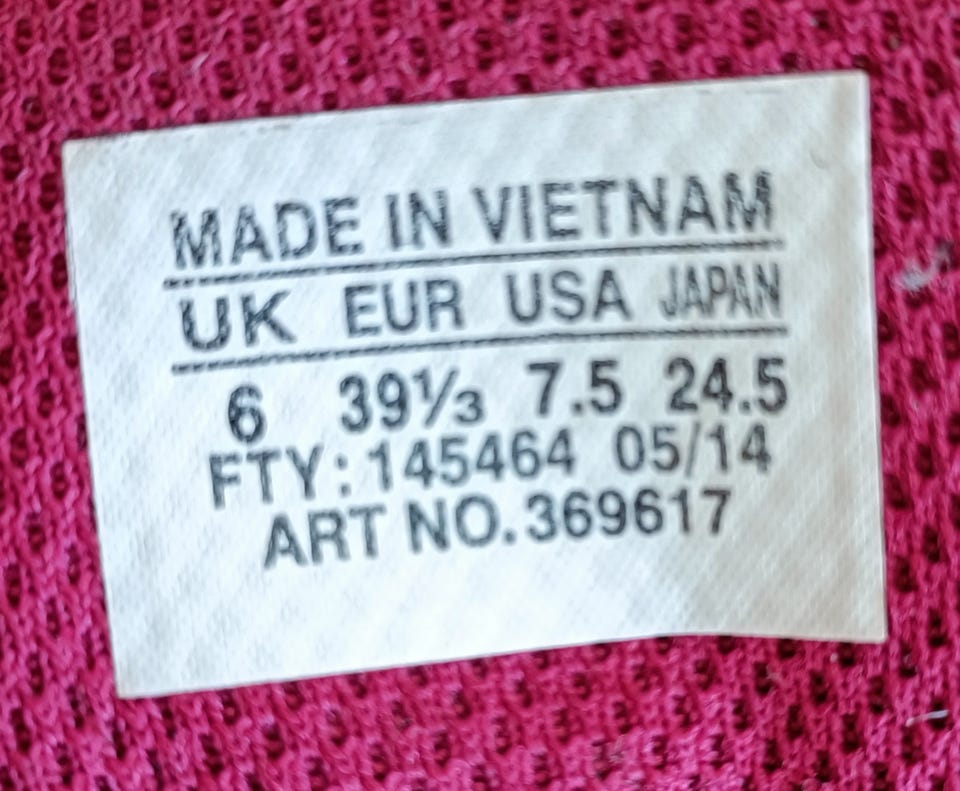 MADE IN VIETNAM
UK EUR USA JAPAN
6 39⅓ 7.5 24.5
FTY: 145464 05/14
ART NO. 369617